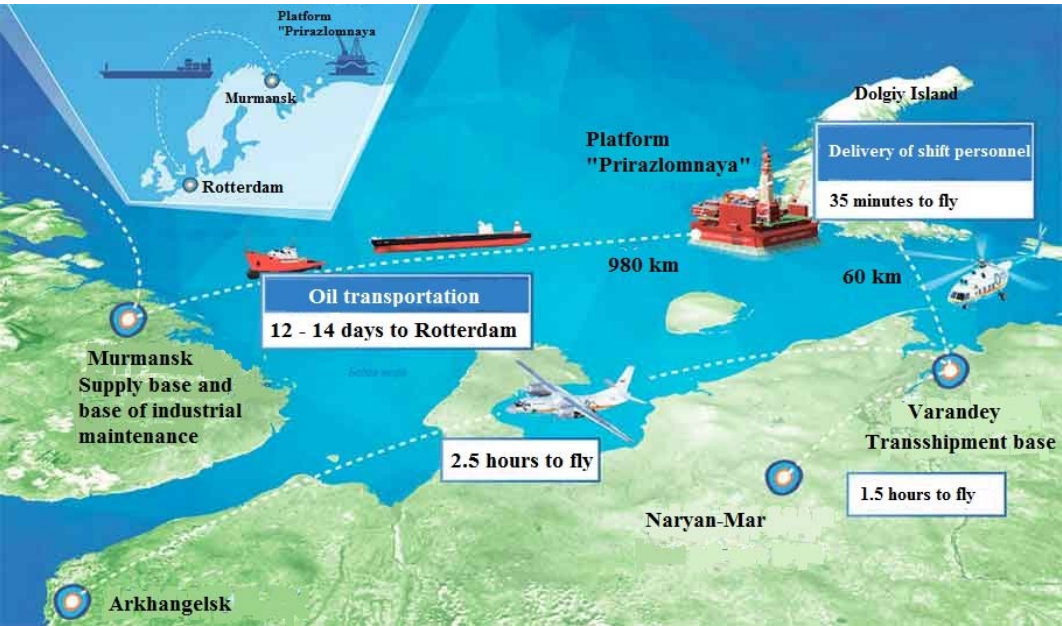 Platform
"Prirazlomnaya
Murmansk
Rotterdam
Dolgiy Island
Platform
"Prirazlomnaya"
Delivery of shift personnel
35 minutes to fly
980 km
60 km
Oil transportation
12 - 14 days to Rotterdam
Murmansk
Supply base and
base of industrial
maintenance
2.5 hours to fly
Varandey
Transshipment base
1.5 hours to fly
Naryan-Mar
Arkhangelsk